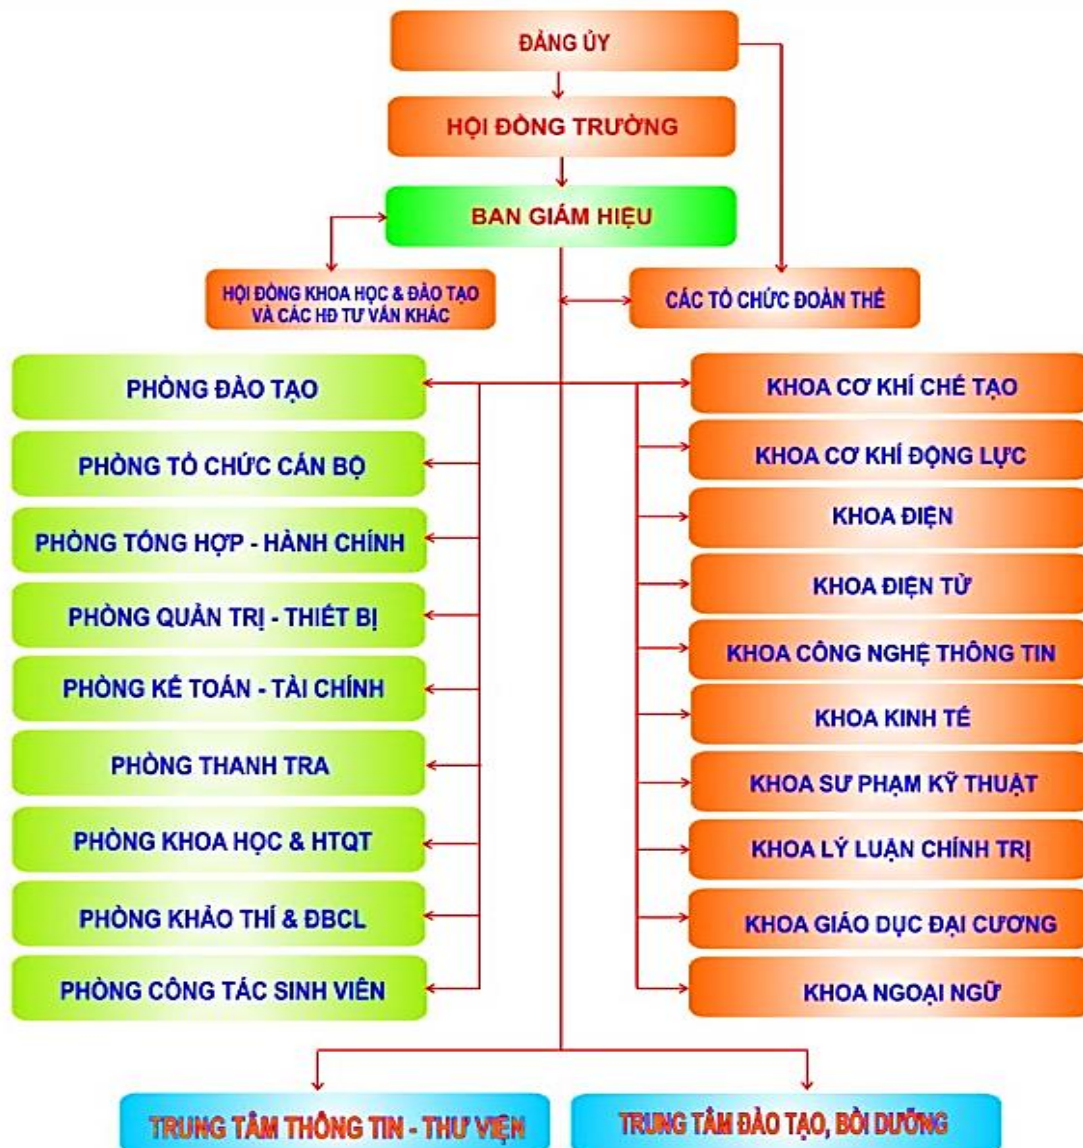 ĐẢNG ỦY
HỘI ĐỒNG TRƯỜNG
BAN GIÁM HIỆU
HỘI ĐỒNG KHOA HỌC & ĐÀO TẠO
VÀ CÁC HĐ TƯ VẤN KHÁC
CÁC TỔ CHỨC ĐOÀN THỂ
PHÒNG ĐÀO TẠO
PHÒNG TỔ CHỨC CÁN BỘ
PHÒNG TỔNG HỢP - HÀNH CHÍNH
PHÒNG QUẢN TRỊ - THIẾT BỊ
PHÒNG KẾ TOÁN - TÀI CHÍNH
PHÒNG THANH TRA
PHÒNG KHOA HỌC & HTQT
PHÒNG KHẢO THÍ & ĐBCL
PHÒNG CÔNG TÁC SINH VIÊN
KHOA CƠ KHÍ CHẾ TẠO
KHOA CƠ KHÍ ĐỘNG LỰC
KHOA ĐIỆN
KHOA ĐIỆN TỬ
KHOA CÔNG NGHỆ THÔNG TIN
KHOA KINH TẾ
KHOA SƯ PHẠM KỸ THUẬT
KHOA LÝ LUẬN CHÍNH TRỊ
KHOA GIÁO DỤC ĐẠI CƯƠNG
KHOA NGOẠI NGỮ
TRUNG TÂM THÔNG TIN - THƯ VIỆN
TRUNG TÂM ĐÀO TẠO, BỒI DƯỠNG